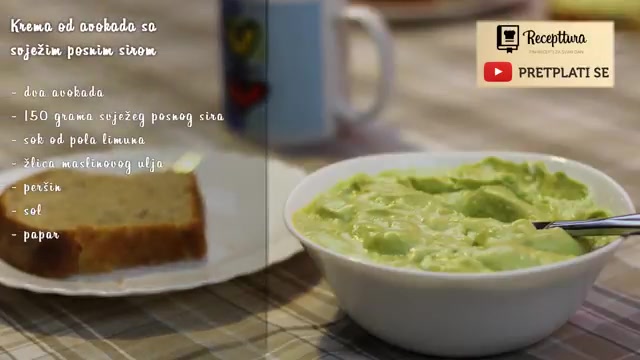 Krema od avokada sa
svježim posnim sirom
- dva avokada
- 150 grama svježeg posnog sira
- sok od pola limuna
- žlica maslinovog ulja
- peršin
- sol
- papar
Recepttura
PRETPLATI SE